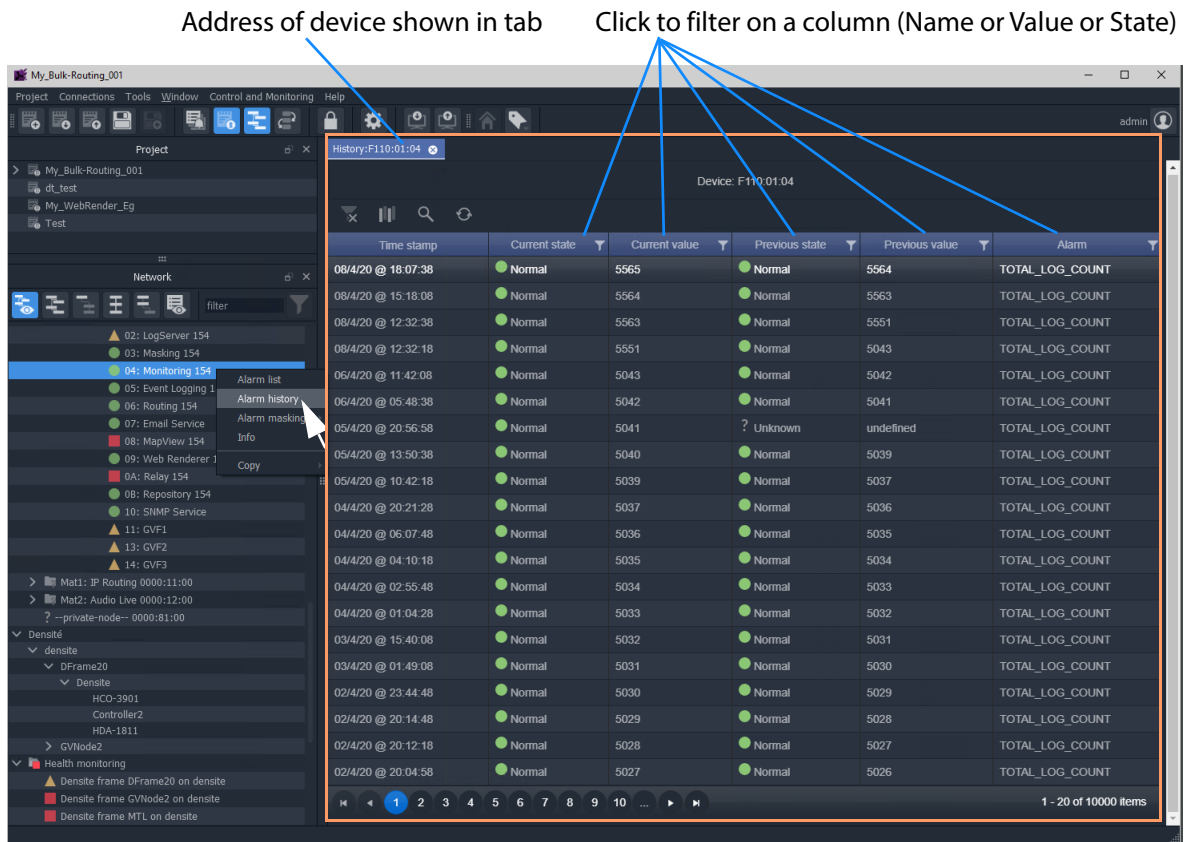 Address of device shown in tab
Click to filter on a column (Name or Value or State)
My_Bulk-Routing_001
Project Connections Tools Window Control and Monitoring Help
admin
Project
My_Bulk-Routing_001
dt_test
My_WebRender_Eg
Test
Network
filter
02: LogServer 154
03: Masking 154
04: Monitoring 154
05: Event Logging 1
06: Routing 154
07: Email Service
08: MapView 154
09: Web Renderer 1
0A: Relay 154
0B: Repository 154
10: SNMP Service
11: GVF1
13: GVF2
14: GVF3
Mat1: IP Routing 0000:11:00
Mat2: Audio Live 0000:12:00
? --private-node-- 0000:81:00
Densité
densite
DFrame20
Densite
HCO-3901
Controller2
HDA-1811
GVNode2
Health monitoring
Densite frame DFrame20 on densite
Densite frame GVNode2 on densite
Densite frame MTL on densite
Alarm list
Alarm history
Alarm masking
Info
Copy
History:F110:01:04
Device: F110:01:04
Time stamp Current state Current value Previous state Previous value Alarm
08/4/20 @ 18:07:38 Normal 5565 Normal 5564 TOTAL_LOG_COUNT
08/4/20 @ 15:18:08 Normal 5564 Normal 5563 TOTAL_LOG_COUNT
08/4/20 @ 12:32:38 Normal 5563 Normal 5551 TOTAL_LOG_COUNT
08/4/20 @ 12:32:18 Normal 5551 Normal 5043 TOTAL_LOG_COUNT
06/4/20 @ 11:42:08 Normal 5043 Normal 5042 TOTAL_LOG_COUNT
06/4/20 @ 05:48:38 Normal 5042 Normal 5041 TOTAL_LOG_COUNT
05/4/20 @ 20:56:58 Normal 5041 ? Unknown undefined TOTAL_LOG_COUNT
05/4/20 @ 13:50:38 Normal 5040 Normal 5039 TOTAL_LOG_COUNT
05/4/20 @ 10:42:18 Normal 5039 Normal 5037 TOTAL_LOG_COUNT
04/4/20 @ 20:21:28 Normal 5037 Normal 5036 TOTAL_LOG_COUNT
04/4/20 @ 06:07:48 Normal 5036 Normal 5035 TOTAL_LOG_COUNT
04/4/20 @ 04:10:18 Normal 5035 Normal 5034 TOTAL_LOG_COUNT
04/4/20 @ 02:55:48 Normal 5034 Normal 5033 TOTAL_LOG_COUNT
04/4/20 @ 01:04:28 Normal 5033 Normal 5032 TOTAL_LOG_COUNT
03/4/20 @ 15:40:08 Normal 5032 Normal 5031 TOTAL_LOG_COUNT
03/4/20 @ 01:49:08 Normal 5031 Normal 5030 TOTAL_LOG_COUNT
02/4/20 @ 23:44:48 Normal 5030 Normal 5029 TOTAL_LOG_COUNT
02/4/20 @ 20:14:48 Normal 5029 Normal 5028 TOTAL_LOG_COUNT
02/4/20 @ 20:12:18 Normal 5028 Normal 5027 TOTAL_LOG_COUNT
02/4/20 @ 20:04:58 Normal 5027 Normal 5026 TOTAL_LOG_COUNT
1 2 3 4 5 6 7 8 9 10 ...
1 - 20 of 10000 items